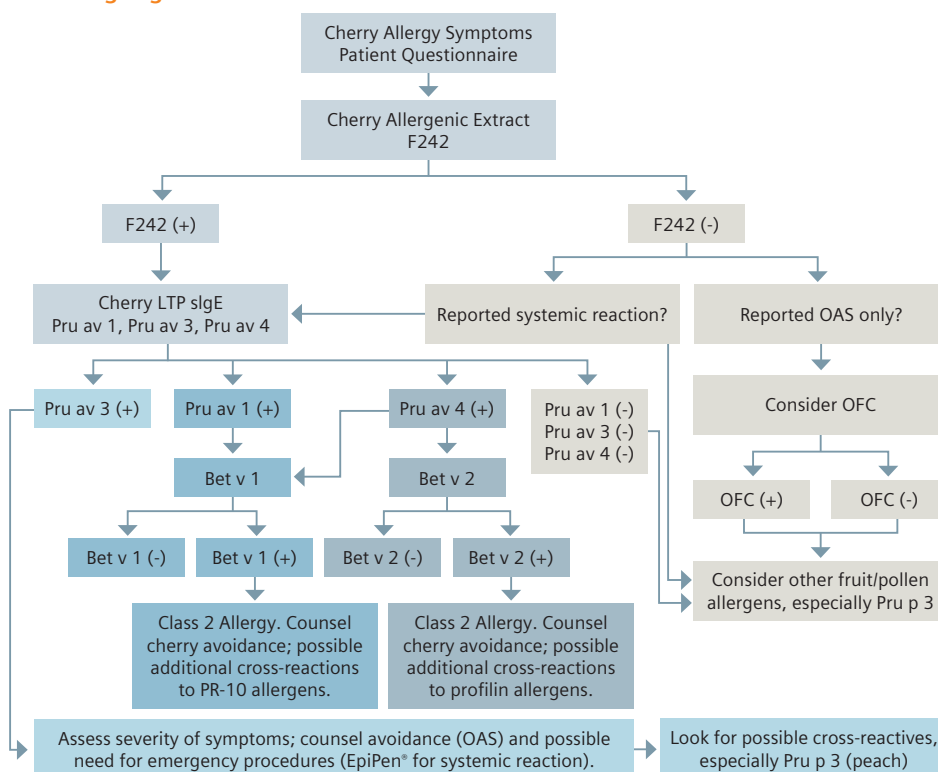 Cherry Allergy Symptoms
Patient Questionnaire
Cherry Allergenic Extract
F242
F242 (+)
F242 (-)
Cherry LTP sIgE
Pru av 1, Pru av 3, Pru av 4
Reported systemic reaction?
Reported OAS only?
Pru av 3 (+)
Pru av 1 (+)
Pru av 4 (+)
Pru av 1 (-)
Pru av 3 (-)
Pru av 4 (-)
Consider OFC
Bet v 1
Bet v 2
OFC (+)
OFC (-)
Bet v 1 (-)
Bet v 1 (+)
Bet v 2 (-)
Bet v 2 (+)
Consider other fruit/pollen
allergens, especially Pru p 3
Class 2 Allergy. Counsel
cherry avoidance; possible
additional cross-reactions
to PR-10 allergens.
Class 2 Allergy. Counsel
cherry avoidance; possible
additional cross-reactions
to profilin allergens.
Assess severity of symptoms; counsel avoidance (OAS) and possible
need for emergency procedures (EpiPen® for systemic reaction).
Look for possible cross-reactives,
especially Pru p 3 (peach)